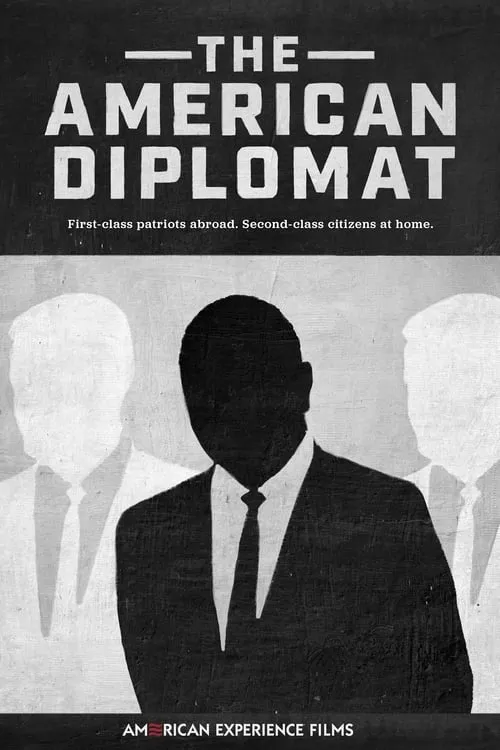 THE
AMERICAN
DIPLOMAT
First-class patriots abroad. Second-class citizens at home.
AMERICAN EXPERIENCE FILMS